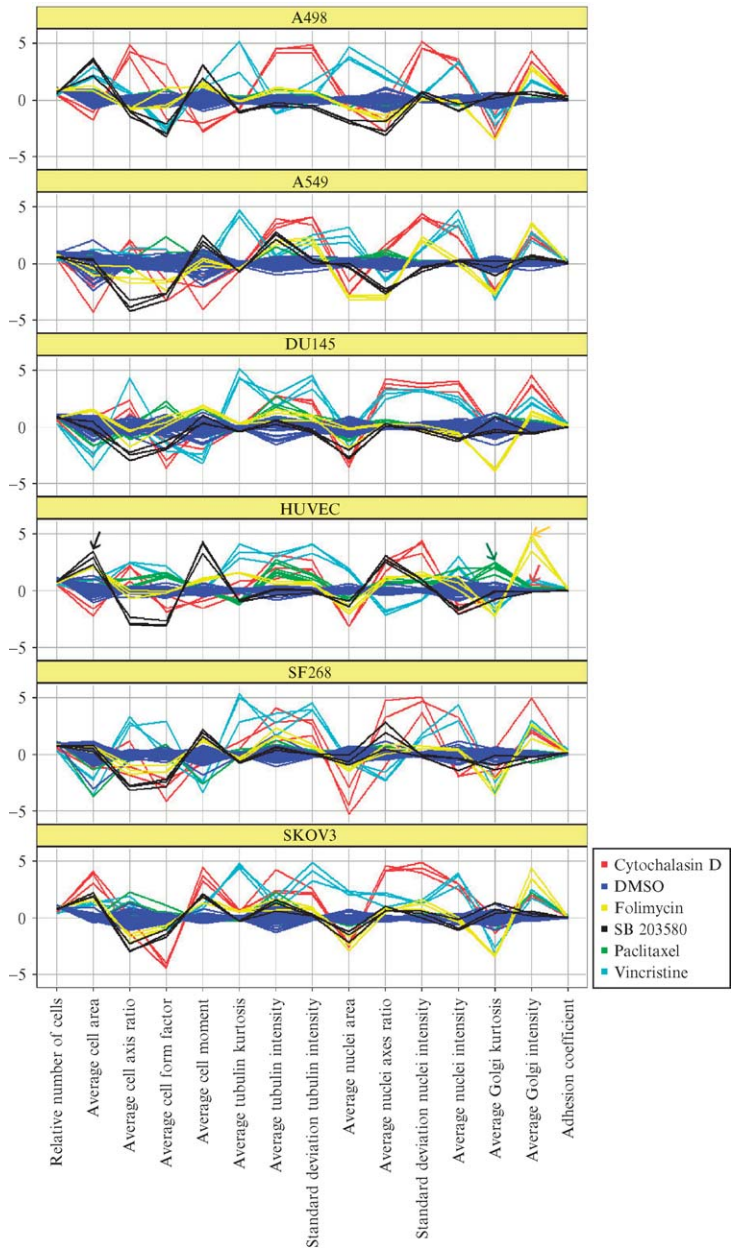 A498
5
0
−5
A549
5
0
−5
DU145
5
0
−5
HUVEC
5
0
−5
SF268
5
0
−5
SKOV3
5
0
−5
Cytochalasin D
DMSO
Folimycin
SB 203580
Paclitaxel
Vincristine
Relative number of cells
Average cell area
Average cell axis ratio
Average cell form factor
Average cell moment
Average tubulin kurtosis
Average tubulin intensity
Standard deviation tubulin intensity
Average nuclei area
Average nuclei axes ratio
Standard deviation nuclei intensity
Average nuclei intensity
Average Golgi kurtosis
Average Golgi intensity
Adhesion coefficient